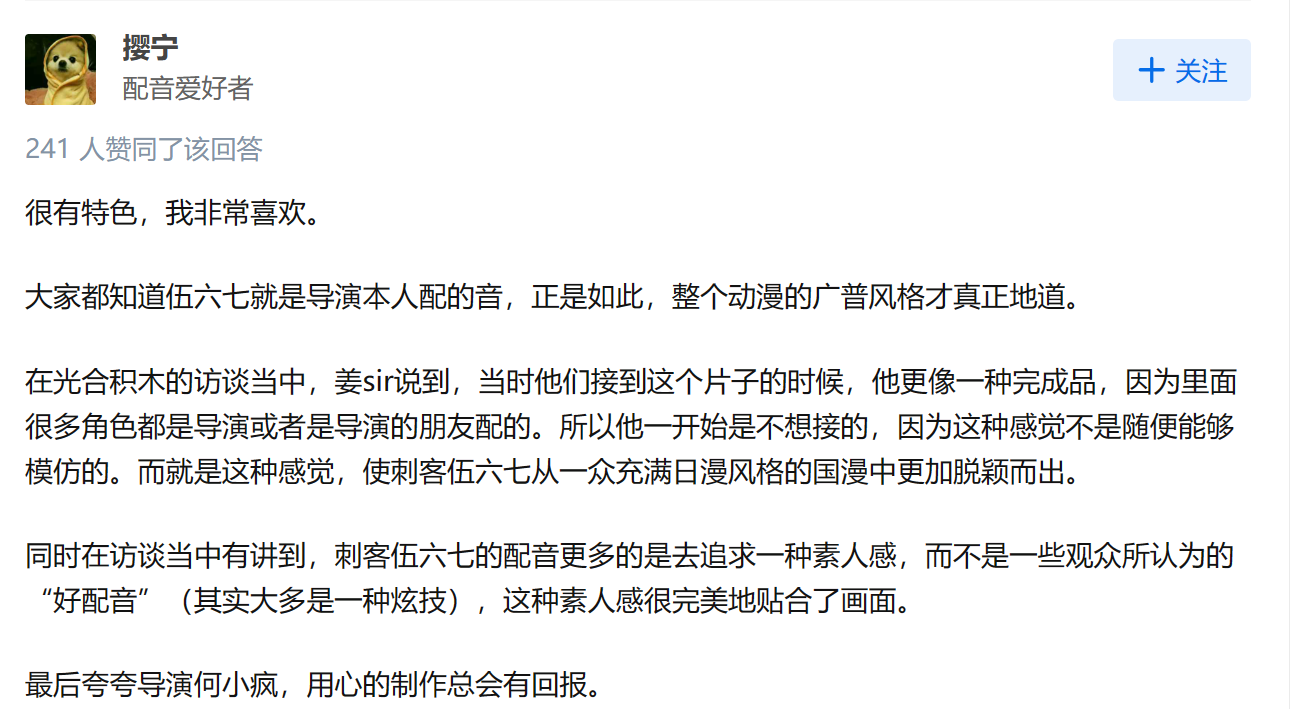 撄宁
配音爱好者
+ 关注
241 人赞同了该回答
很有特色，我非常喜欢。
大家都知道伍六七就是导演本人配的音，正是如此，整个动漫的广普风格才真正地道。
在光合积木的访谈当中，姜sir说到，当时他们接到这个片子的时候，他更像一种完成品，因为里面
很多角色都是导演或者是导演的朋友配的。所以他一开始是不想接的，因为这种感觉不是随便能够
模仿的。而就是这种感觉，使刺客伍六七从一众充满日漫风格的国漫中更加脱颖而出。
同时在访谈当中有讲到，刺客伍六七的配音更多的是去追求一种素人感，而不是一些观众所认为的
“好配音”（其实大多是一种炫技），这种素人感很完美地贴合了画面。
最后夸夸导演何小疯，用心的制作总会有回报。